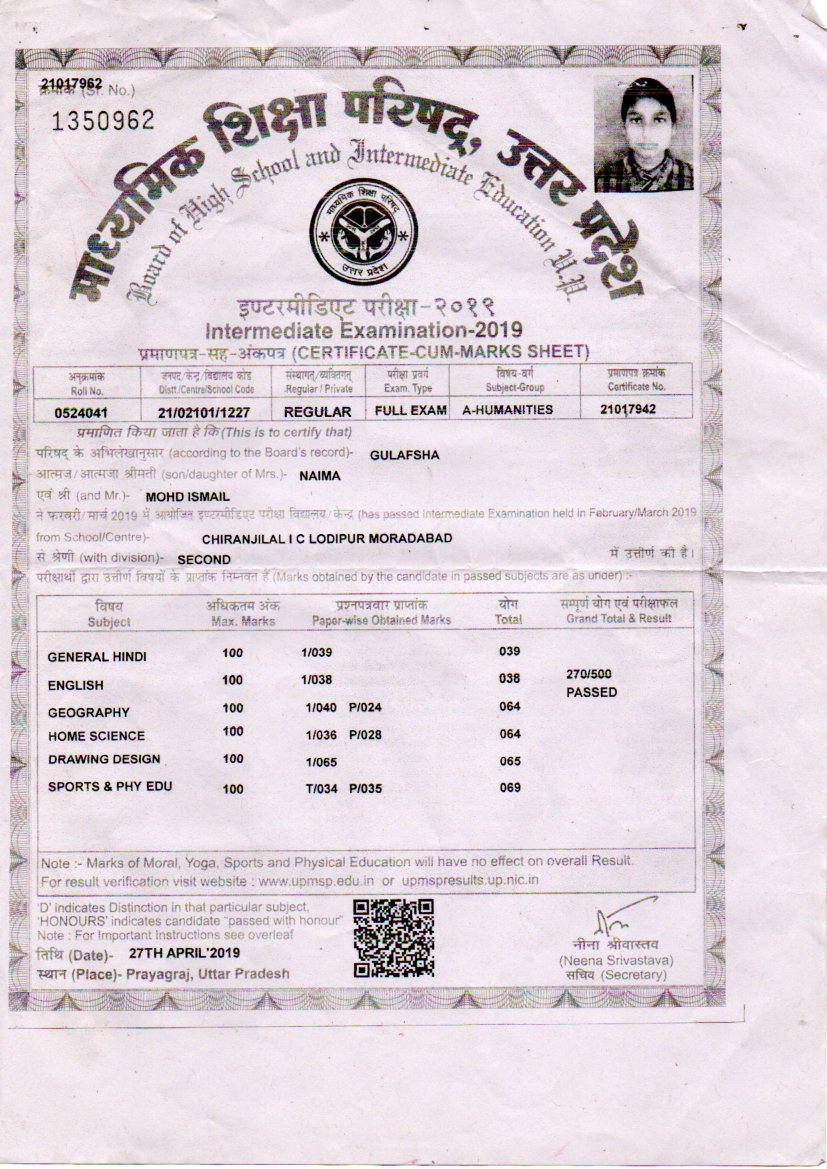 21017962
क्रमांक (Sr. No.)
1350962
माध्यमिक शिक्षा परिषद्, उत्तर प्रदेश
Board of High School and Intermediate Education U.P.
माध्यमिक शिक्षा परिषद्
उत्तर प्रदेश
इण्टरमीडिएट परीक्षा-२०१९
Intermediate Examination-2019
प्रमाणपत्र-सह-अंकपत्र (CERTIFICATE-CUM-MARKS SHEET)
अनुक्रमांक जनपद/केन्द्र/विद्यालय कोड संस्थागत/व्यक्तिगत परीक्षा प्रवर्ग विषय-वर्ग प्रमाणपत्र क्रमांक
Roll No. Distt./Centre/School Code Regular / Private Exam. Type Subject-Group Certificate No.
0524041 21/02101/1227 REGULAR FULL EXAM A-HUMANITIES 21017942
प्रमाणित किया जाता है कि (This is to certify that)
परिषद् के अभिलेखानुसार (according to the Board's record)- GULAFSHA
आत्मज/आत्मजा श्रीमती (son/daughter of Mrs.)- NAIMA
एवं श्री (and Mr.)- MOHD ISMAIL
ने फरवरी/मार्च 2019 में आयोजित इण्टरमीडिएट परीक्षा विद्यालय/केन्द्र (has passed Intermediate Examination held in February/March 2019
from School/Centre)- CHIRANJILAL I C LODIPUR MORADABAD
से श्रेणी (with division)- SECOND में उत्तीर्ण की है।
परीक्षार्थी द्वारा उत्तीर्ण विषयों के प्राप्तांक निम्नवत हैं (Marks obtained by the candidate in passed subjects are as under) :-
विषय अधिकतम अंक प्रश्नपत्रवार प्राप्तांक योग सम्पूर्ण योग एवं परीक्षाफल
Subject Max. Marks Paper-wise Obtained Marks Total Grand Total & Result
GENERAL HINDI 100 1/039 039
ENGLISH 100 1/038 038 270/500
PASSED
GEOGRAPHY 100 1/040 P/024 064
HOME SCIENCE 100 1/036 P/028 064
DRAWING DESIGN 100 1/065 065
SPORTS & PHY EDU 100 T/034 P/035 069
Note :- Marks of Moral, Yoga, Sports and Physical Education will have no effect on overall Result.
For result verification visit website : www.upmsp.edu.in or upmspresults.up.nic.in
'D' indicates Distinction in that particular subject,
'HONOURS' indicates candidate "passed with honour"
Note : For Important Instructions see overleaf
तिथि (Date)- 27TH APRIL'2019
स्थान (Place)- Prayagraj, Uttar Pradesh
नीना श्रीवास्तव
(Neena Srivastava)
सचिव (Secretary)